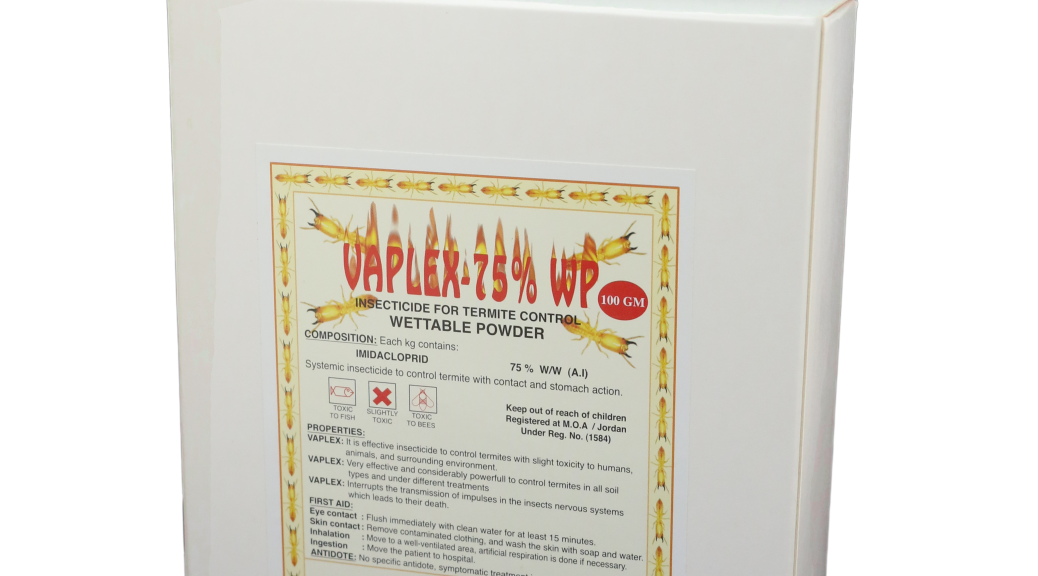 VAPLEX-75% WP
100 GM
INSECTICIDE FOR TERMITE CONTROL
WETTABLE POWDER
COMPOSITION: Each kg contains:
IMIDACLOPRID 75 % W/W (A.I)
Systemic insecticide to control termite with contact and stomach action.
TOXIC
TO FISH
SLIGHTLY
TOXIC
TOXIC
TO BEES
Keep out of reach of children
Registered at M.O.A / Jordan
Under Reg. No. (1584)
PROPERTIES:
VAPLEX: It is effective insecticide to control termites with slight toxicity to humans,
animals, and surrounding environment.
VAPLEX: Very effective and considerably powerfull to control termites in all soil
types and under different treatments
VAPLEX: Interrupts the transmission of impulses in the insects nervous systems
which leads to their death.
FIRST AID:
Eye contact : Flush immediately with clean water for at least 15 minutes.
Skin contact : Remove contaminated clothing, and wash the skin with soap and water.
Inhalation : Move to a well-ventilated area, artificial respiration is done if necessary.
Ingestion : Move the patient to hospital.
ANTIDOTE: No specific antidote, symptomatic treatment